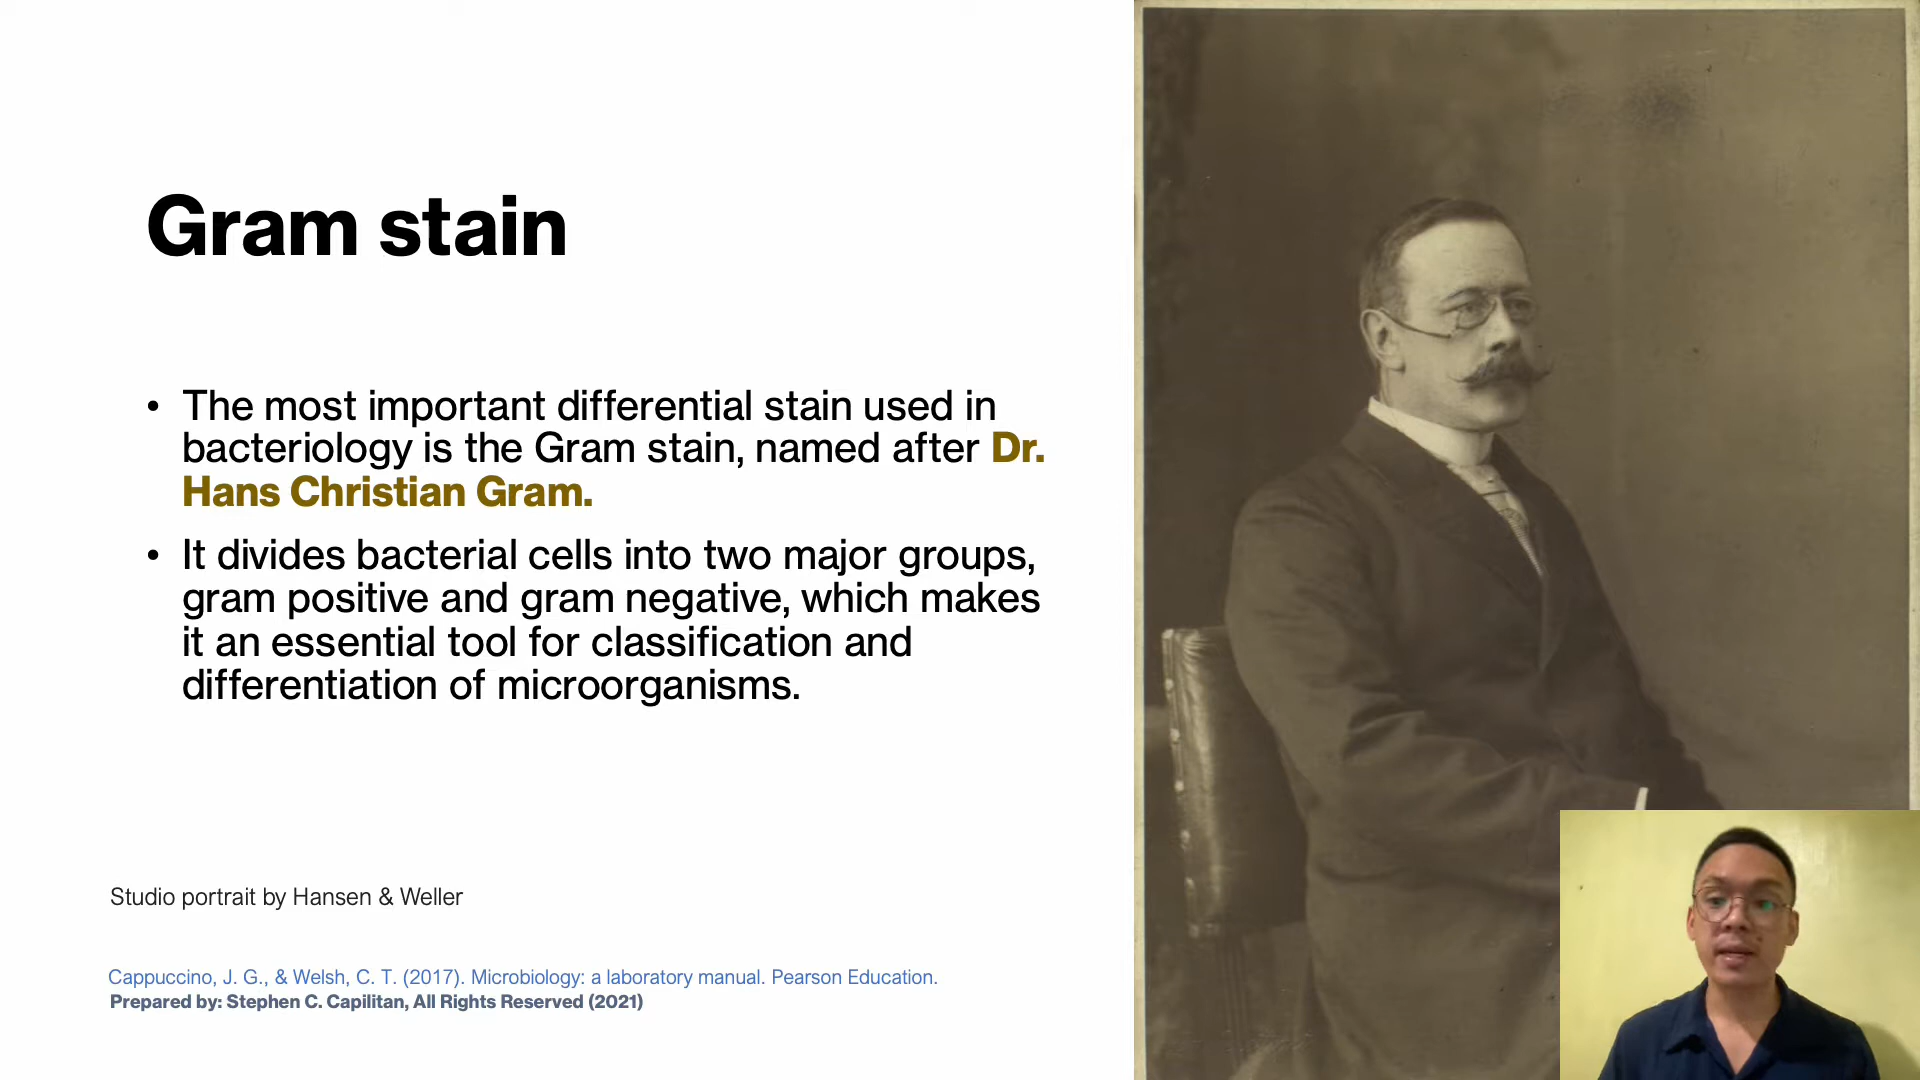 Gram stain
• The most important differential stain used in
bacteriology is the Gram stain, named after Dr.
Hans Christian Gram.
• It divides bacterial cells into two major groups,
gram positive and gram negative, which makes
it an essential tool for classification and
differentiation of microorganisms.
Studio portrait by Hansen & Weller
Cappuccino, J. G., & Welsh, C. T. (2017). Microbiology: a laboratory manual. Pearson Education.
Prepared by: Stephen C. Capilitan, All Rights Reserved (2021)